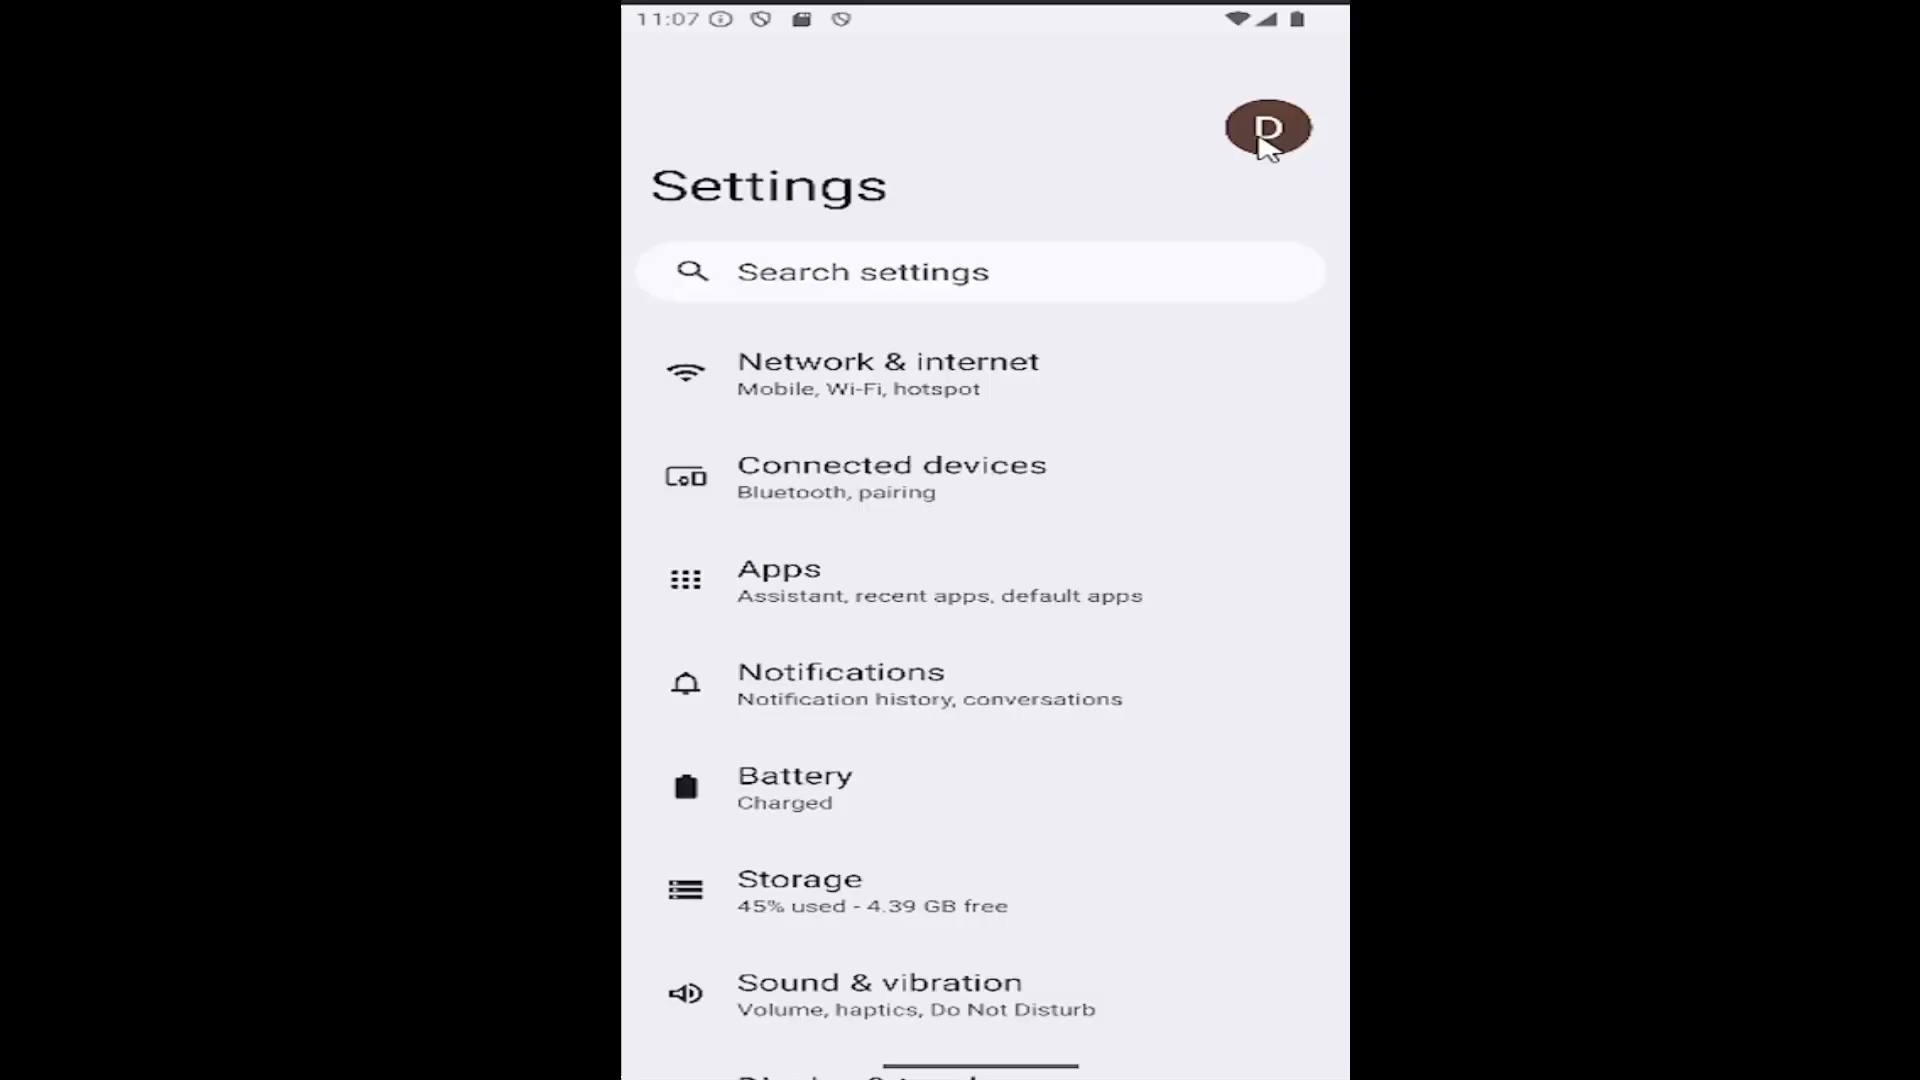 11:07
D
Settings
Search settings
Network & internet
Mobile, Wi-Fi, hotspot
Connected devices
Bluetooth, pairing
Apps
Assistant, recent apps, default apps
Notifications
Notification history, conversations
Battery
Charged
Storage
45% used - 4.39 GB free
Sound & vibration
Volume, haptics, Do Not Disturb